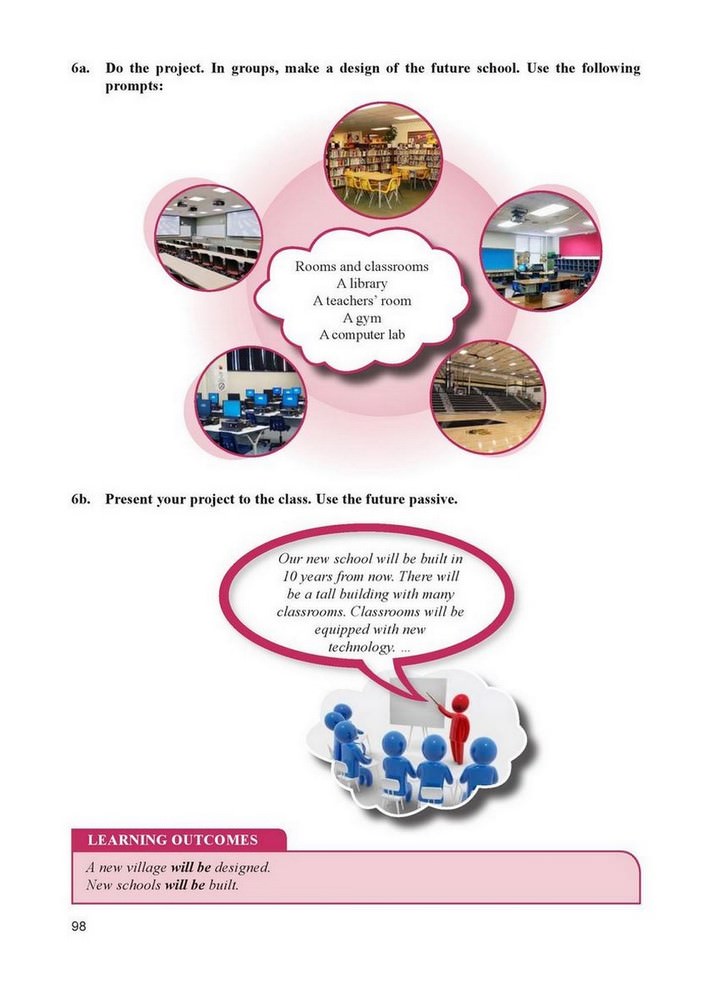 6a. Do the project. In groups, make a design of the future school. Use the following
prompts:
Rooms and classrooms
A library
A teachers' room
A gym
A computer lab
6b. Present your project to the class. Use the future passive.
Our new school will be built in
10 years from now. There will
be a tall building with many
classrooms. Classrooms will be
equipped with new
technology. ...
LEARNING OUTCOMES
A new village will be designed.
New schools will be built.
98